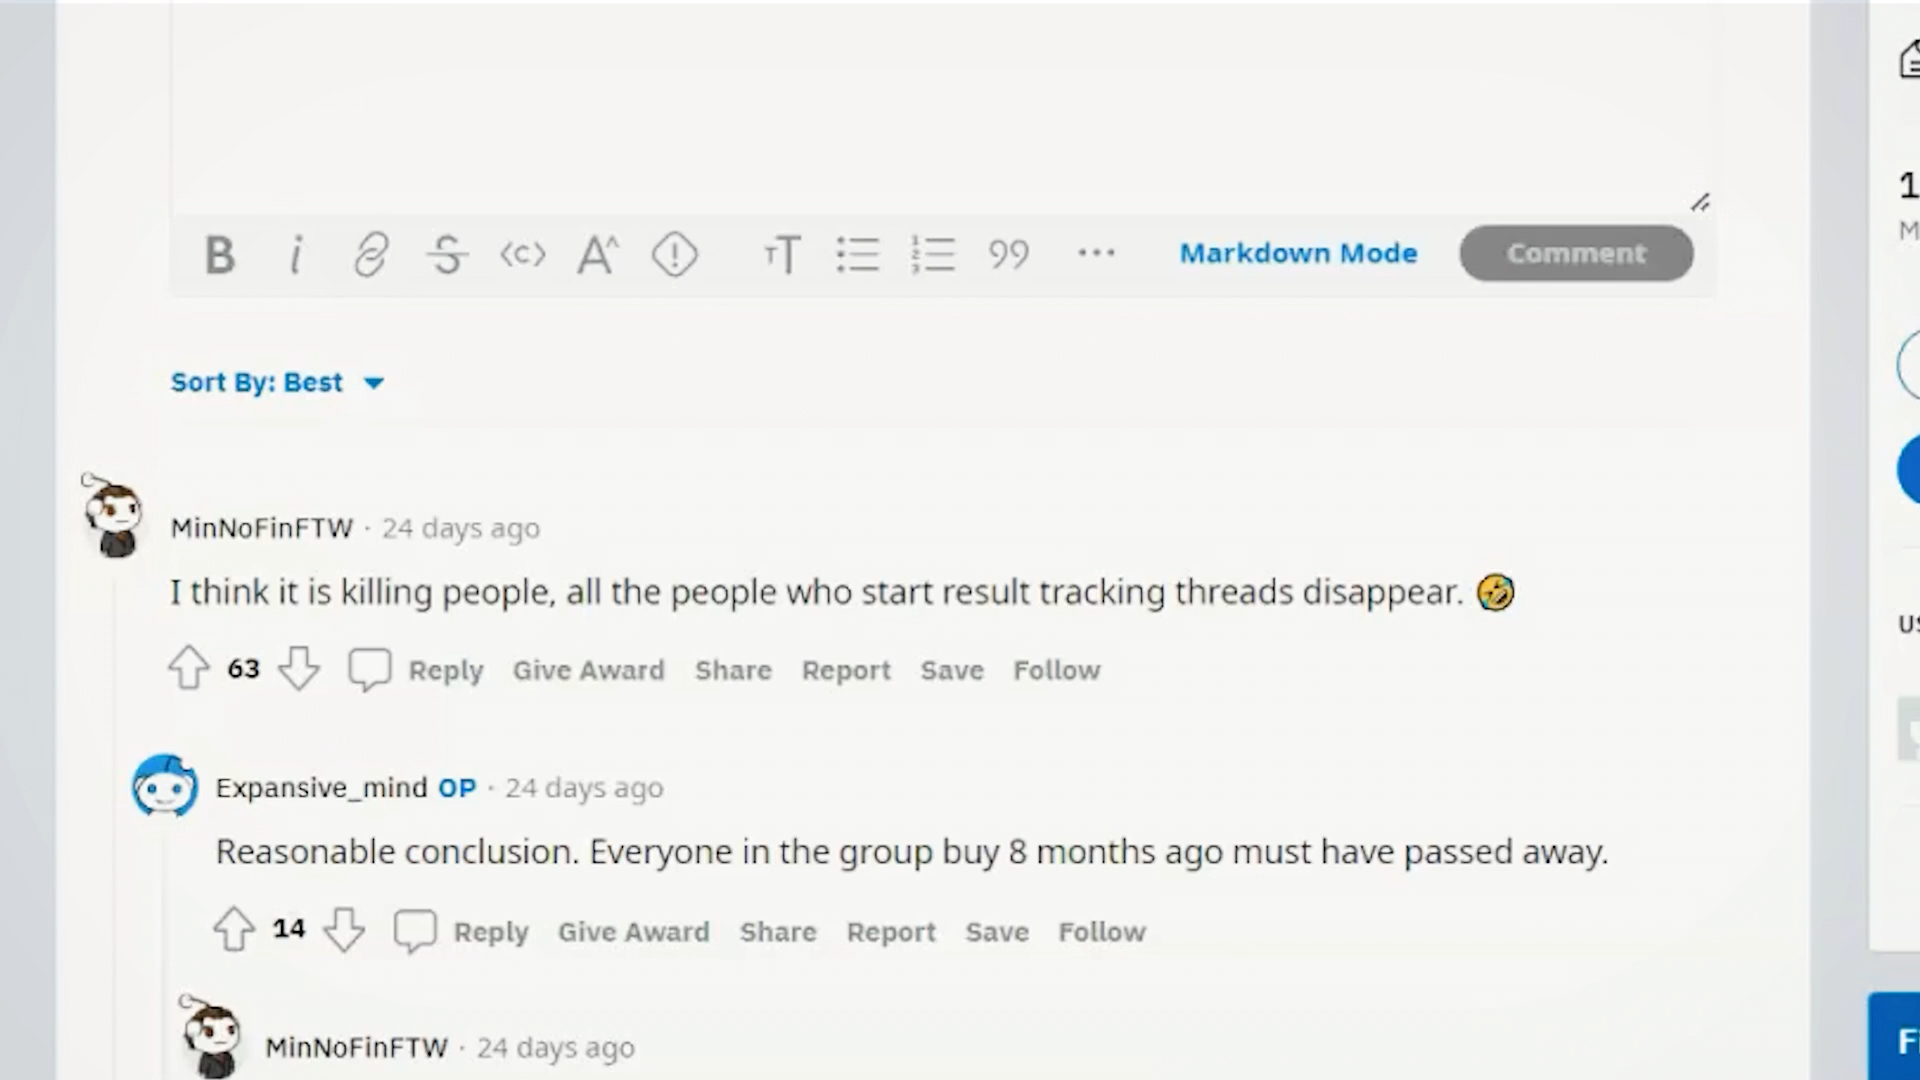 B i <c> A^ TT 99 ... Markdown Mode Comment
Sort By: Best
MinNoFinFTW · 24 days ago
I think it is killing people, all the people who start result tracking threads disappear. 🤣
63 Reply Give Award Share Report Save Follow
Expansive_mind OP · 24 days ago
Reasonable conclusion. Everyone in the group buy 8 months ago must have passed away.
14 Reply Give Award Share Report Save Follow
MinNoFinFTW · 24 days ago